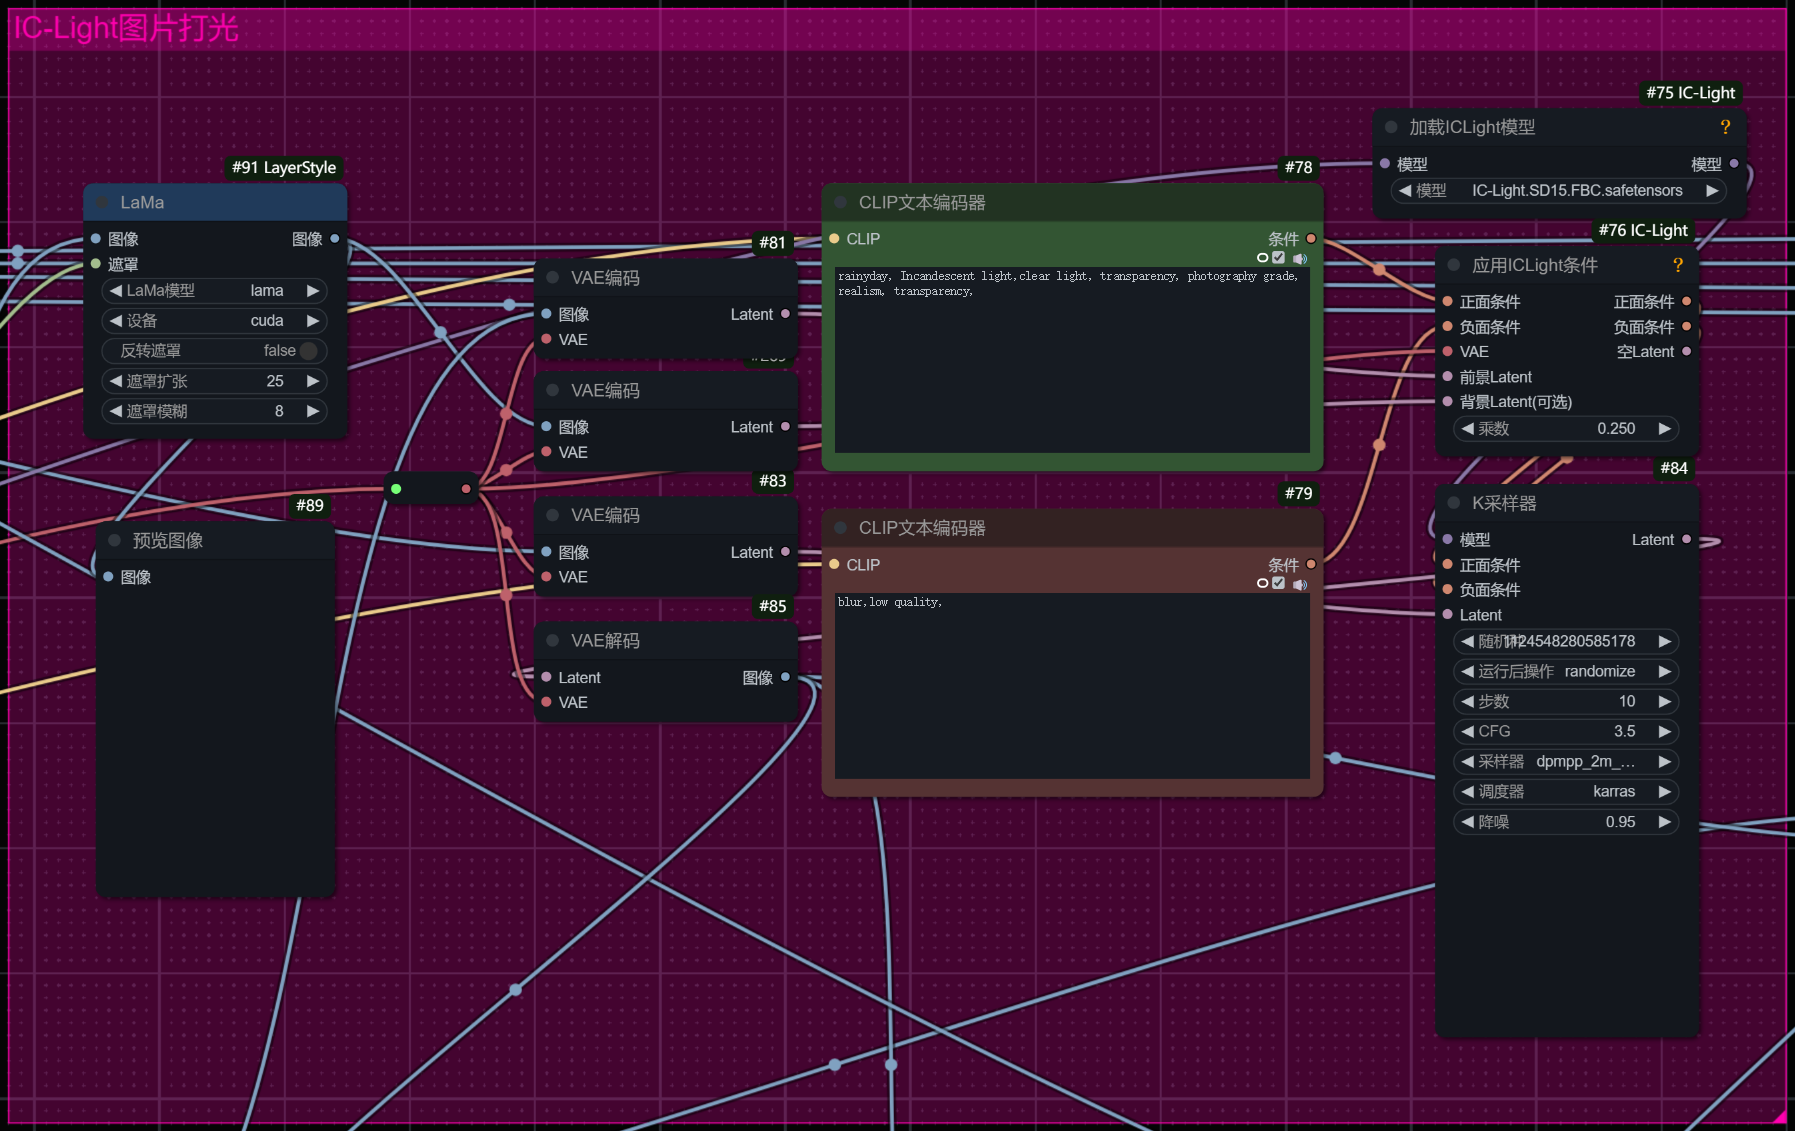 IC-Light图片打光
#75 IC-Light
加载ICLight模型
?
模型
模型
模型
IC-Light.SD15.FBC.safetensors
#91 LayerStyle
LaMa
图像
图像
遮罩
LaMa模型
lama
设备
cuda
反转遮罩
false
遮罩扩张
25
遮罩模糊
8
#81
VAE编码
图像
Latent
VAE
VAE编码
图像
Latent
VAE
#83
VAE编码
图像
Latent
VAE
#85
VAE解码
Latent
图像
VAE
#89
预览图像
图像
#78
CLIP文本编码器
CLIP
条件
rainyday, Incandescent light,clear light, transparency, photography grade,
realism, transparency,
#79
CLIP文本编码器
CLIP
条件
blur,low quality,
#76 IC-Light
应用ICLight条件
?
正面条件
正面条件
负面条件
负面条件
VAE
空Latent
前景Latent
背景Latent(可选)
乘数
0.250
#84
K采样器
模型
Latent
正面条件
负面条件
Latent
1124548280585178
运行后操作
randomize
步数
10
CFG
3.5
采样器
dpmpp_2m_...
调度器
karras
降噪
0.95